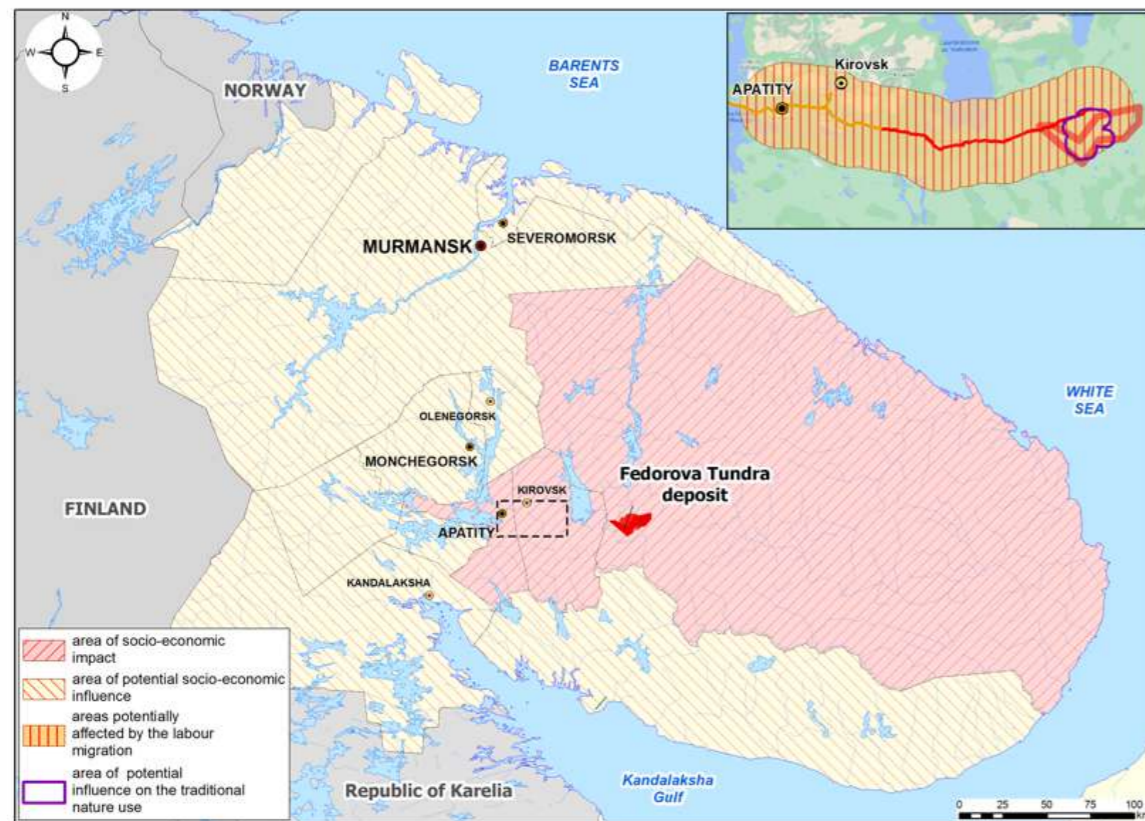 N
W
E
S
NORWAY
BARENTS
SEA
Kirovsk
APATITY
MURMANSK
SEVEROMORSK
WHITE
SEA
OLENEGORSK
MONCHEGORSK
Fedorova Tundra
deposit
KIROVSK
FINLAND
APATITY
KANDALAKSHA
area of socio-economic
impact
area of potential socio-economic
influence
areas potentially
affected by the labour
migration
area of potential
influence on the traditional
nature use
Republic of Karelia
Kandalaksha
Gulf
0 25 50 75 100